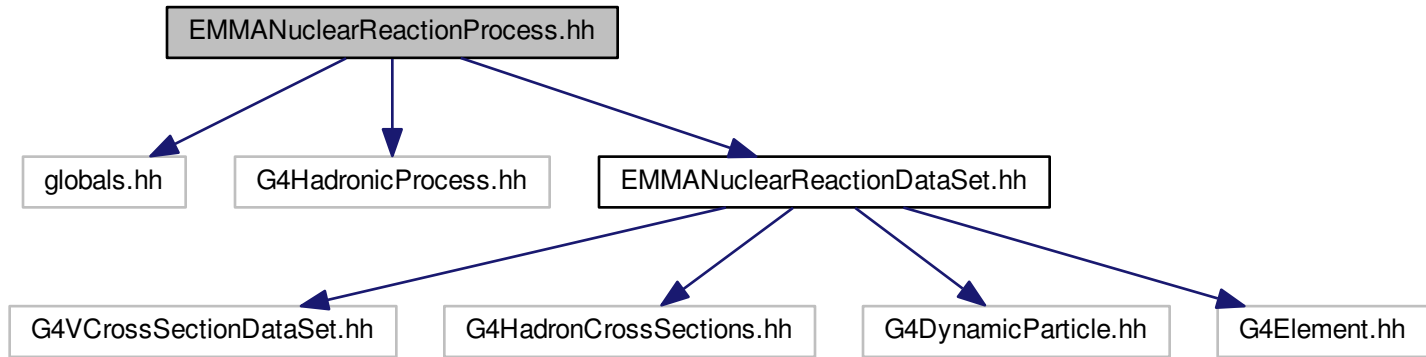 EMMANuclearReactionProcess.hh
globals.hh
G4HadronicProcess.hh
EMMANuclearReactionDataSet.hh
G4VCrossSectionDataSet.hh
G4HadronCrossSections.hh
G4DynamicParticle.hh
G4Element.hh